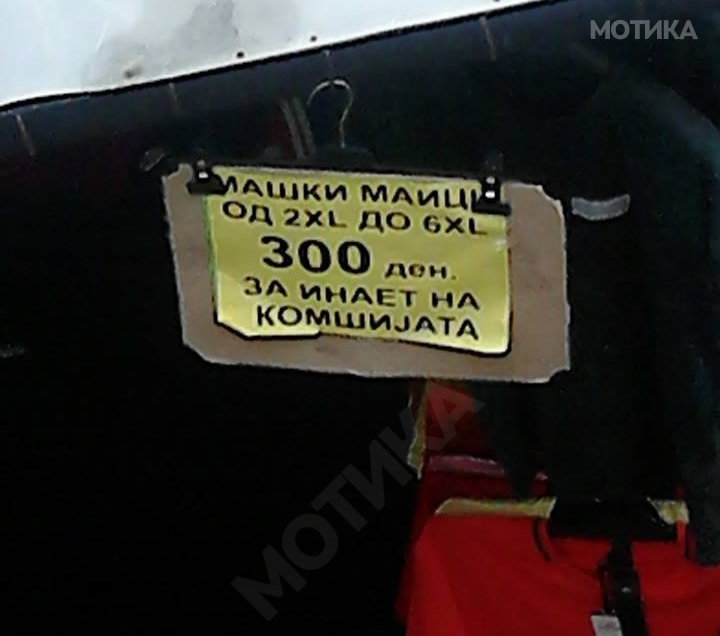 МОТИКА
МАШКИ МАИЦИ
ОД 2XL ДО 6XL
300 ден.
ЗА ИНАЕТ НА
КОМШИЈАТА
МОТИКА